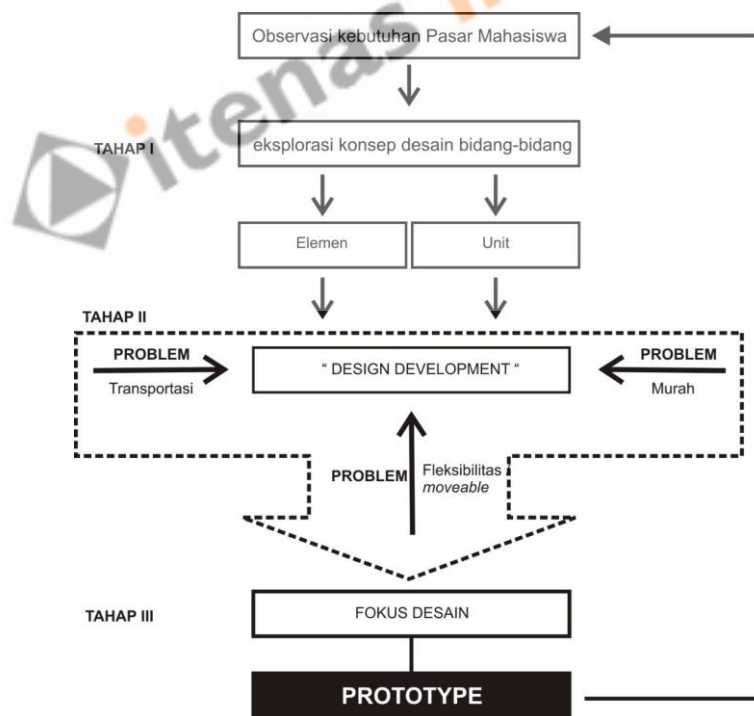 Observasi kebutuhan Pasar Mahasiswa
itenas
TAHAP I
eksplorasi konsep desain bidang-bidang
Elemen
Unit
TAHAP II
PROBLEM
Transportasi
" DESIGN DEVELOPMENT "
PROBLEM
Murah
PROBLEM
Fleksibilitas /
moveable
TAHAP III
FOKUS DESAIN
PROTOTYPE